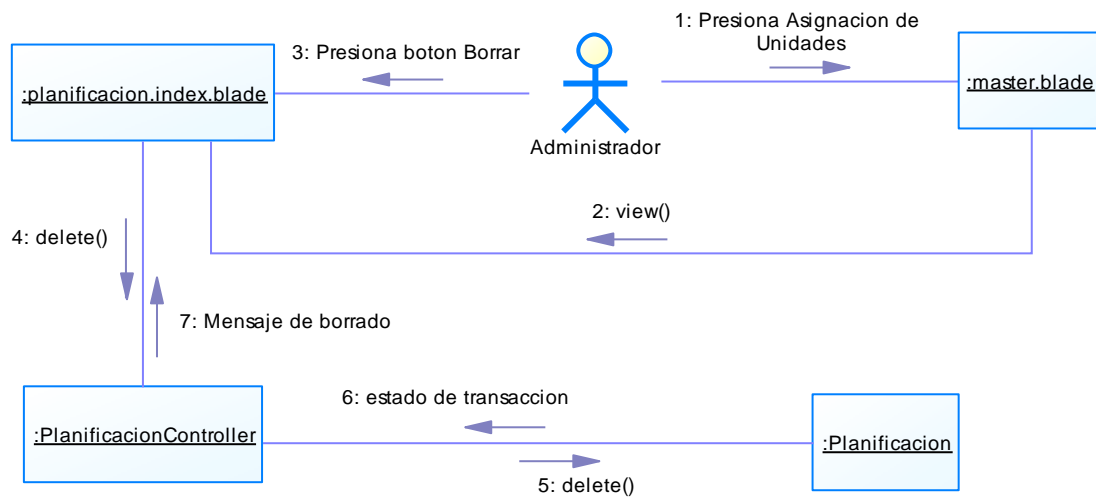 1: Presiona Asignacion de
Unidades
3: Presiona boton Borrar
:planificacion.index.blade
:master.blade
Administrador
2: view()
4: delete()
7: Mensaje de borrado
6: estado de transaccion
:PlanificacionController
:Planificacion
5: delete()